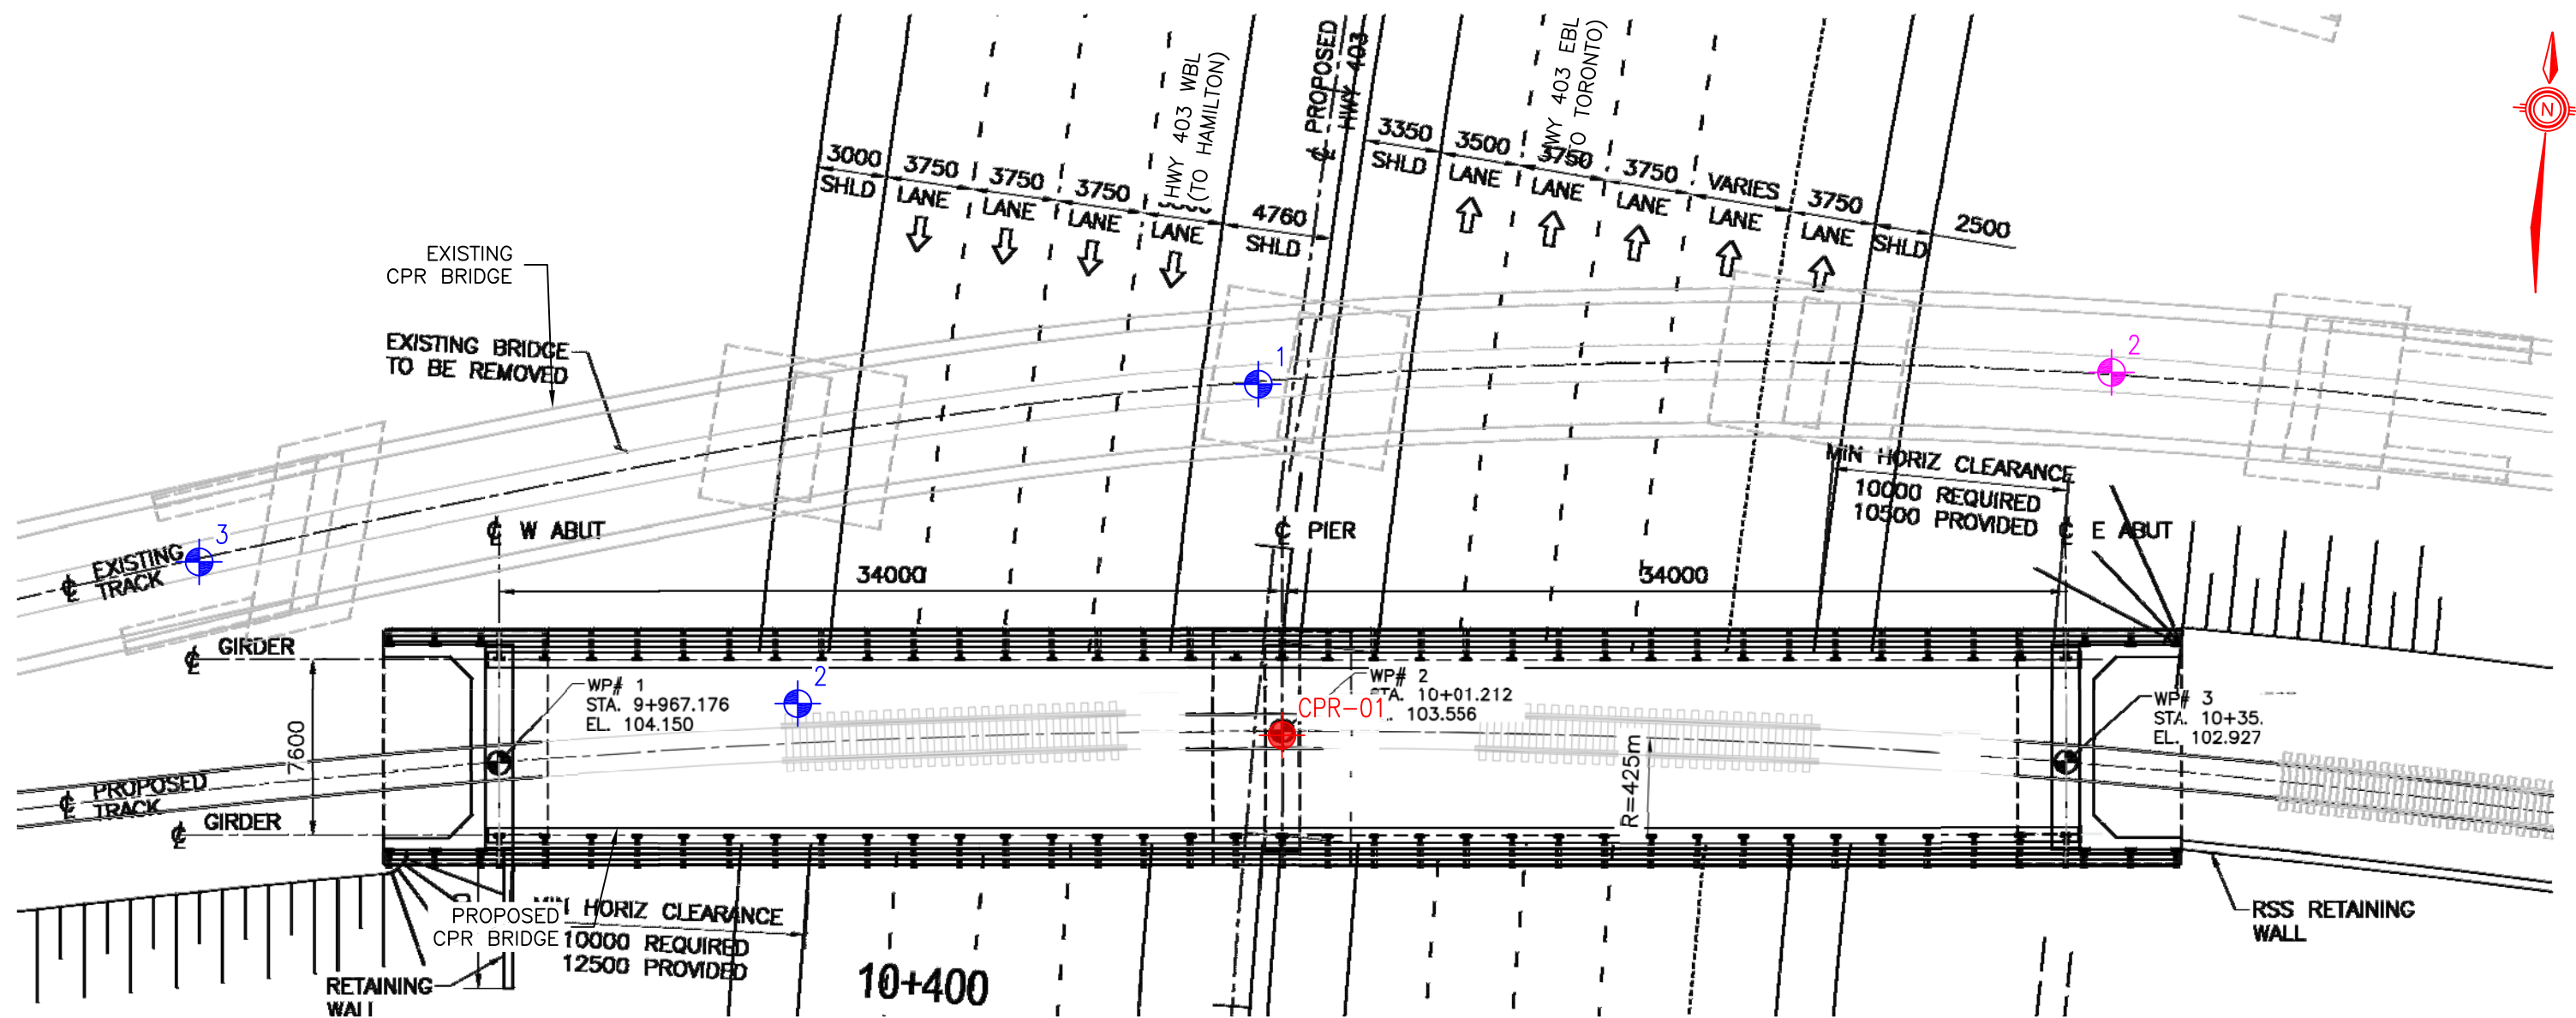 PROPOSED
HWY 403
HWY 403 WBL
(TO HAMILTON)
HWY 403 EBL
(TO TORONTO)
N
3000
SHLD
3750
LANE
3750
LANE
3750
LANE
LANE
4760
SHLD
3350
SHLD
3500
LANE
3750
LANE
3750
LANE
VARIES
LANE
3750
LANE
SHLD
2500
EXISTING
CPR BRIDGE
EXISTING BRIDGE
TO BE REMOVED
1
2
3
MIN HORIZ CLEARANCE
10000 REQUIRED
10500 PROVIDED
℄ W ABUT
℄ PIER
℄ E ABUT
℄ EXISTING
TRACK
34000
34000
℄ GIRDER
WP# 1
STA. 9+967.176
EL. 104.150
2
CPR-01
WP# 2
STA. 10+01.212
103.556
WP# 3
STA. 10+35.
EL. 102.927
7600
R=425m
℄ PROPOSED
TRACK
℄ GIRDER
PROPOSED
CPR BRIDGE
MIN HORIZ CLEARANCE
10000 REQUIRED
12500 PROVIDED
RETAINING
WALL
10+400
RSS RETAINING
WALL